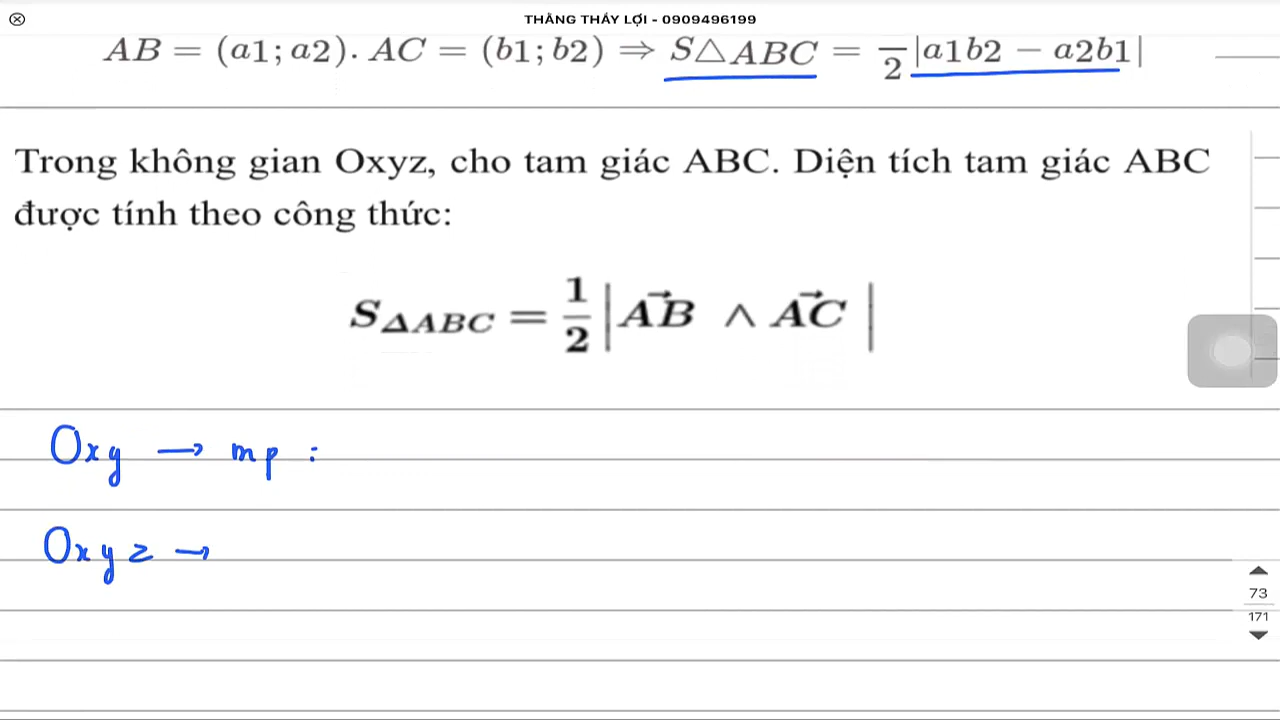 THẦNG THẦY LỢI - 0909496199
AB = (a1; a2). AC = (b1; b2) ⇒ S△ABC = 2 |a1b2 − a2b1|
Trong không gian Oxyz, cho tam giác ABC. Diện tích tam giác ABC
được tính theo công thức:
S_ΔABC = 1/2 |AB⃗ ∧ AC⃗ |
Oxy → mp :
Oxyz →
73
171